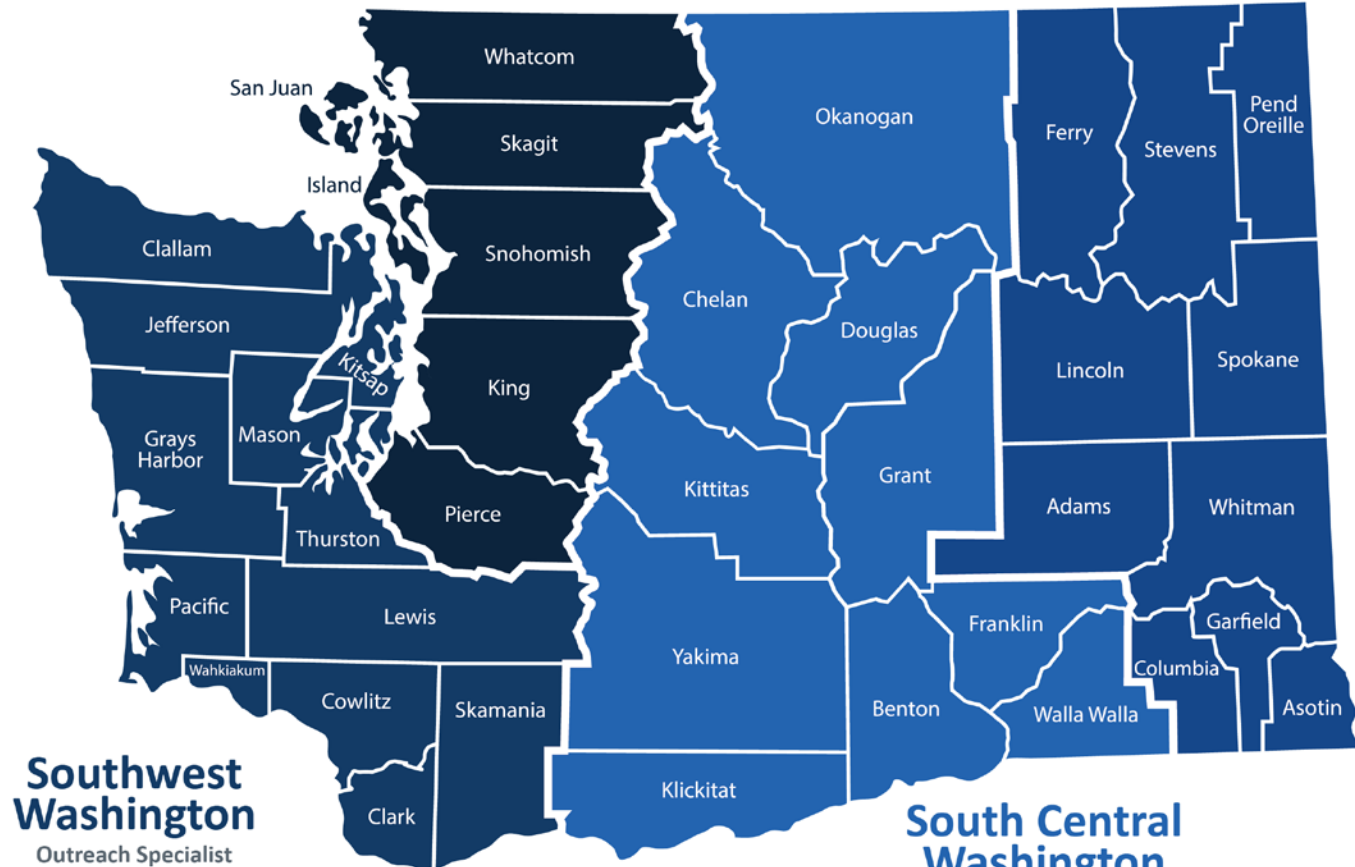 Whatcom
San Juan
Okanogan
Pend
Oreille
Ferry
Skagit
Stevens
Island
Clallam
Snohomish
Chelan
Jefferson
Douglas
Kitsap
Spokane
Lincoln
King
Mason
Grays
Harbor
Grant
Kittitas
Adams
Whitman
Pierce
Thurston
Pacific
Lewis
Garfield
Franklin
Yakima
Columbia
Wahkiakum
Cowlitz
Skamania
Benton
Walla Walla
Asotin
Southwest
Washington
Outreach Specialist
Klickitat
Clark
South Central
Washington